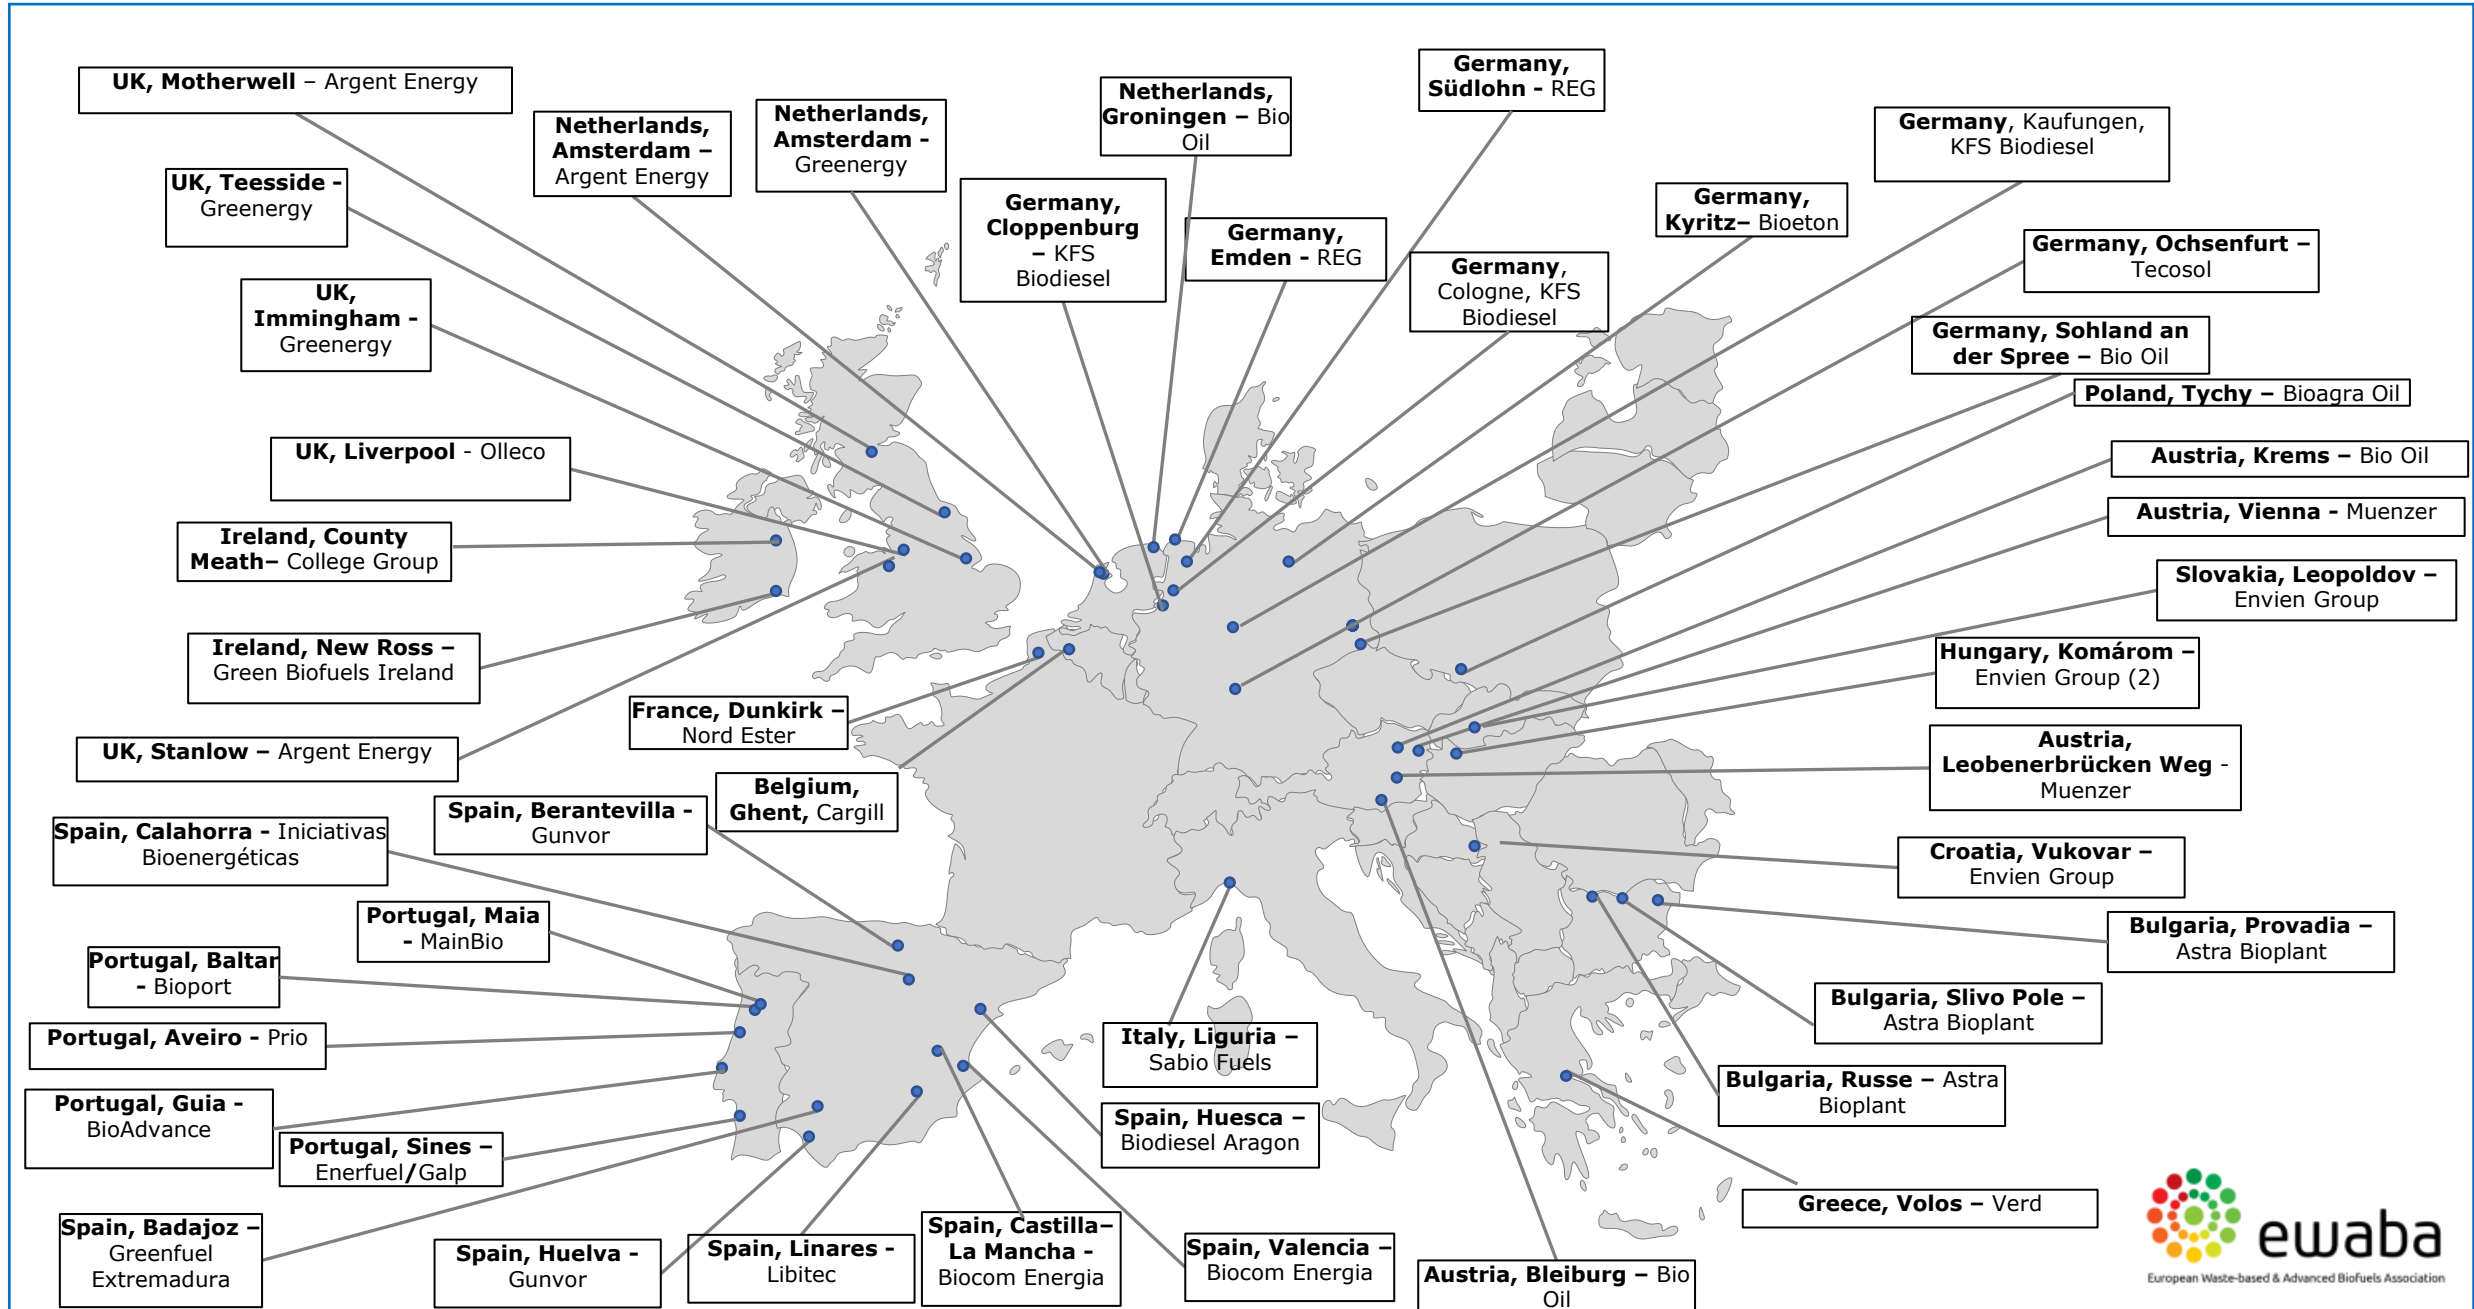 UK, Motherwell – Argent Energy
Netherlands,
Amsterdam –
Argent Energy
Netherlands,
Amsterdam -
Greenergy
Netherlands,
Groningen – Bio
Oil
Germany,
Südlohn - REG
Germany, Kaufungen,
KFS Biodiesel
UK, Teesside -
Greenergy
Germany,
Cloppenburg
– KFS
Biodiesel
Germany,
Emden - REG
Germany,
Kyritz– Bioeton
Germany,
Cologne, KFS
Biodiesel
Germany, Ochsenfurt –
Tecosol
UK,
Immingham -
Greenergy
Germany, Sohland an
der Spree – Bio Oil
Poland, Tychy – Bioagra Oil
UK, Liverpool - Olleco
Austria, Krems – Bio Oil
Austria, Vienna - Muenzer
Ireland, County
Meath– College Group
Slovakia, Leopoldov –
Envien Group
Ireland, New Ross –
Green Biofuels Ireland
Hungary, Komárom –
Envien Group (2)
France, Dunkirk –
Nord Ester
UK, Stanlow – Argent Energy
Austria,
Leobenerbrücken Weg -
Muenzer
Belgium,
Ghent, Cargill
Spain, Berantevilla -
Gunvor
Spain, Calahorra - Iniciativas
Bioenergéticas
Croatia, Vukovar –
Envien Group
Portugal, Maia
- MainBio
Bulgaria, Provadia –
Astra Bioplant
Portugal, Baltar
- Bioport
Bulgaria, Slivo Pole –
Astra Bioplant
Portugal, Aveiro - Prio
Italy, Liguria –
Sabio Fuels
Bulgaria, Russe – Astra
Bioplant
Portugal, Guia -
BioAdvance
Spain, Huesca –
Biodiesel Aragon
Portugal, Sines –
Enerfuel/Galp
Greece, Volos – Verd
Spain, Badajoz –
Greenfuel
Extremadura
Spain, Huelva -
Gunvor
Spain, Linares -
Libitec
Spain, Castilla–
La Mancha -
Biocom Energia
Spain, Valencia –
Biocom Energia
Austria, Bleiburg – Bio
Oil
ewaba
European Waste-based & Advanced Biofuels Association